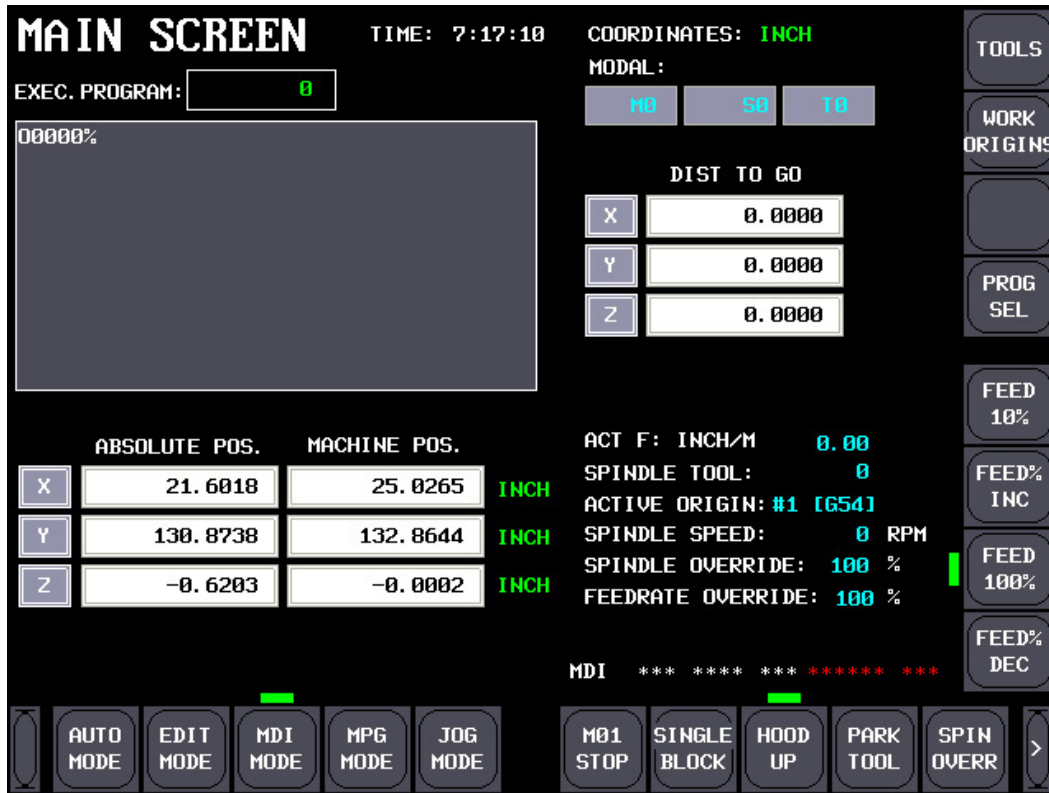 MAIN SCREEN TIME: 7:17:10 COORDINATES: INCH
MODAL:
EXEC. PROGRAM: 0
M0 S0 T0
O0000%
DIST TO GO
X 0.0000
Y 0.0000
Z 0.0000
ABSOLUTE POS. MACHINE POS.
X 21.6018 25.0265 INCH
Y 130.8738 132.8644 INCH
Z -0.6203 -0.0002 INCH
ACT F: INCH/M 0.00
SPINDLE TOOL: 0
ACTIVE ORIGIN: #1 [G54]
SPINDLE SPEED: 0 RPM
SPINDLE OVERRIDE: 100 %
FEEDRATE OVERRIDE: 100 %
MDI *** **** *** ****** ***
TOOLS
WORK
ORIGINS
PROG
SEL
FEED
10%
FEED%
INC
FEED
100%
FEED%
DEC
AUTO
MODE
EDIT
MODE
MDI
MODE
MPG
MODE
JOG
MODE
M01
STOP
SINGLE
BLOCK
HOOD
UP
PARK
TOOL
SPIN
OVERR
>